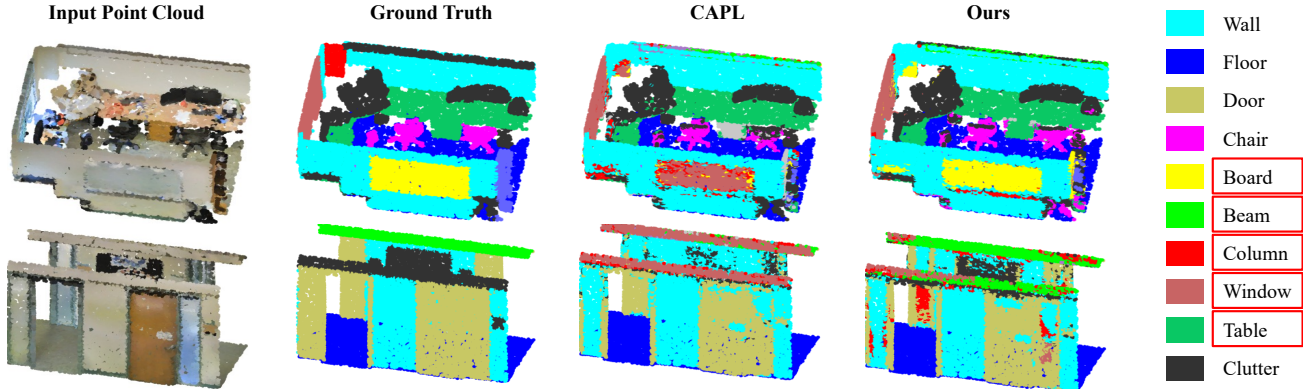 Input Point Cloud
Ground Truth
CAPL
Ours
Wall
Floor
Door
Chair
Board
Beam
Column
Window
Table
Clutter